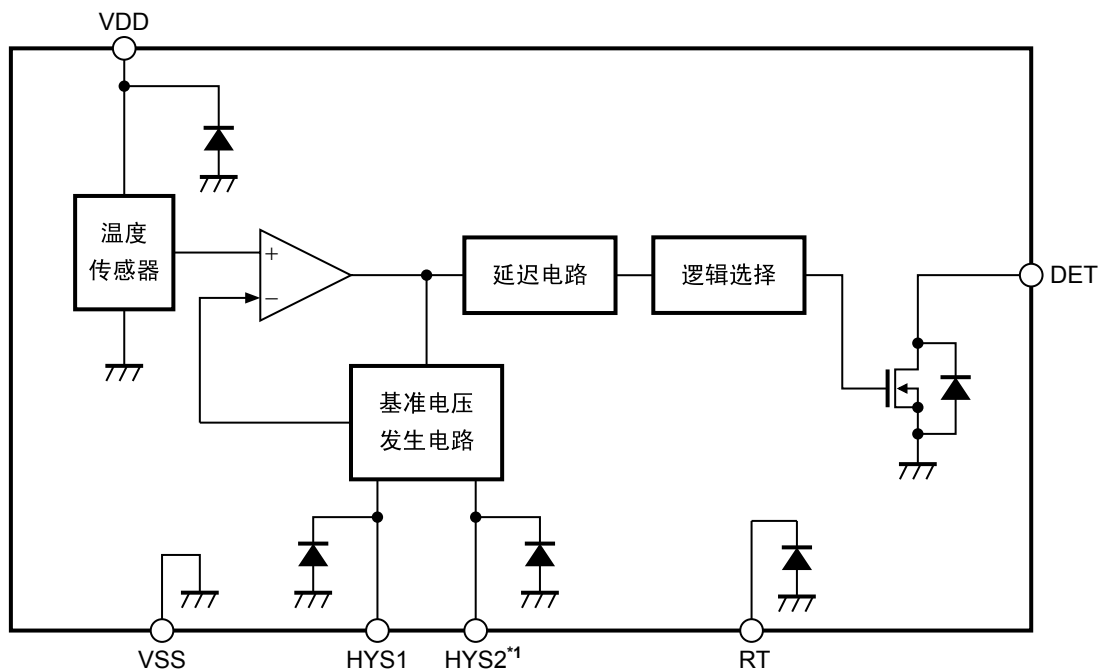 VDD
温度
传感器
+
−
延迟电路
逻辑选择
DET
基准电压
发生电路
VSS
HYS1
HYS2*1
RT